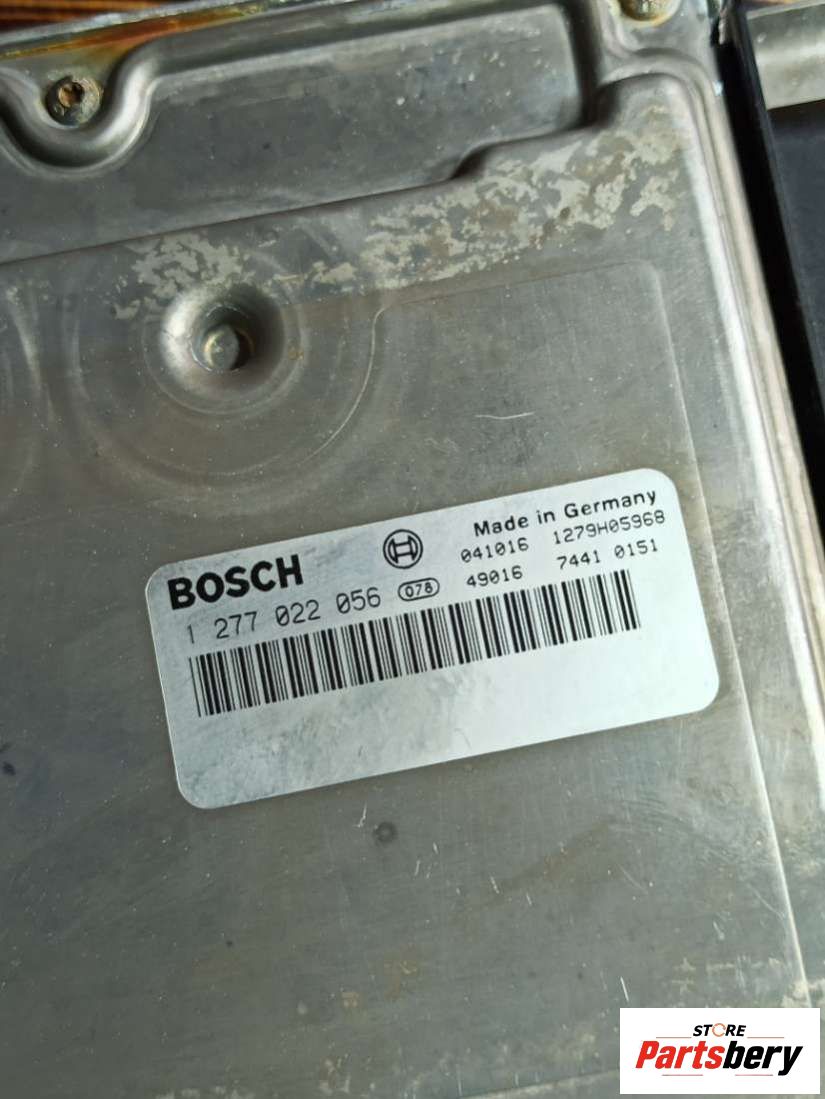 Made in Germany
BOSCH
041016 1279H05968
1 277 022 056 078 49016 7441 0151
STORE
Partsbery